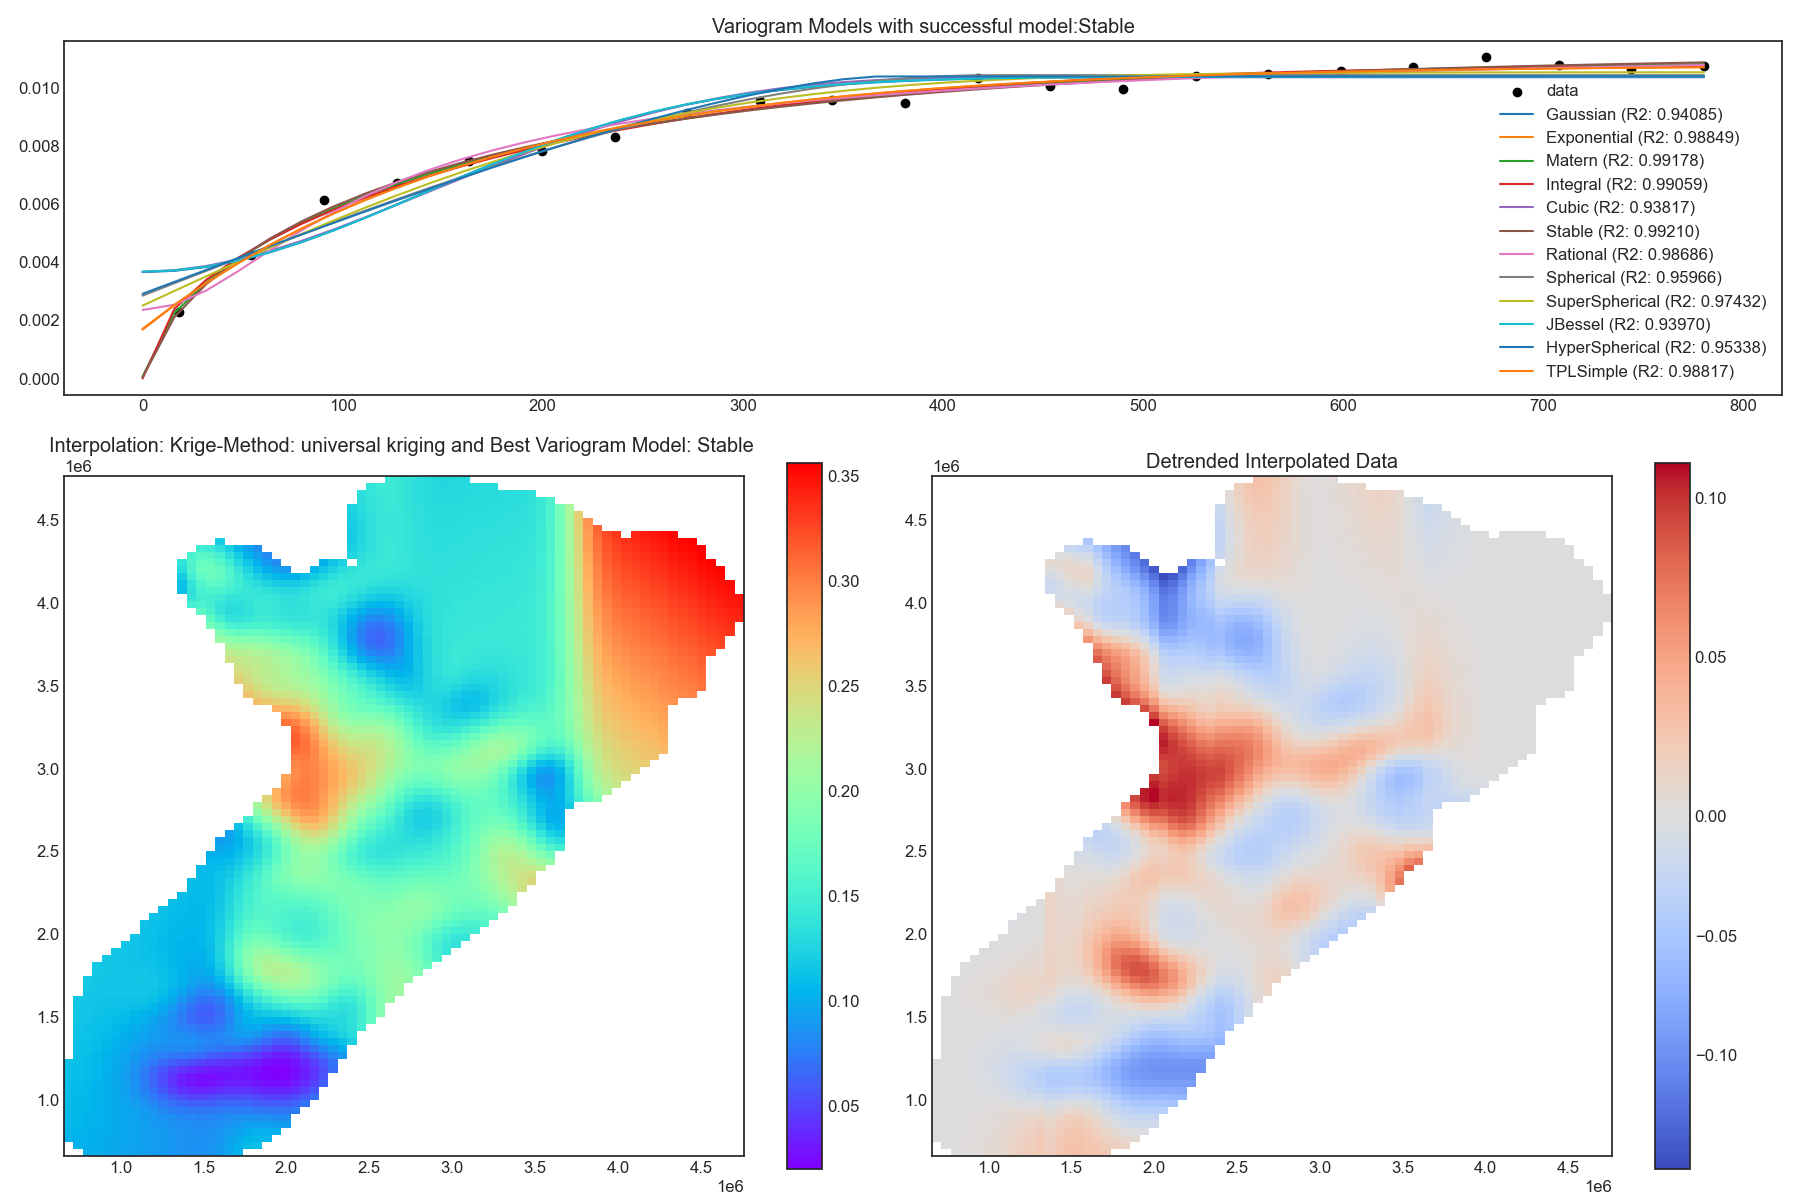 Variogram Models with successful model:Stable
0.010
0.008
0.006
0.004
0.002
0.000
data
Gaussian (R2: 0.94085)
Exponential (R2: 0.98849)
Matern (R2: 0.99178)
Integral (R2: 0.99059)
Cubic (R2: 0.93817)
Stable (R2: 0.99210)
Rational (R2: 0.98686)
Spherical (R2: 0.95966)
SuperSpherical (R2: 0.97432)
JBessel (R2: 0.93970)
HyperSpherical (R2: 0.95338)
TPLSimple (R2: 0.98817)
0 100 200 300 400 500 600 700 800
Interpolation: Krige-Method: universal kriging and Best Variogram Model: Stable
1e6
4.5
4.0
3.5
3.0
2.5
2.0
1.5
1.0
1.0 1.5 2.0 2.5 3.0 3.5 4.0 4.5
1e6
0.35
0.30
0.25
0.20
0.15
0.10
0.05
Detrended Interpolated Data
1e6
4.5
4.0
3.5
3.0
2.5
2.0
1.5
1.0
1.0 1.5 2.0 2.5 3.0 3.5 4.0 4.5
1e6
0.10
0.05
0.00
−0.05
−0.10